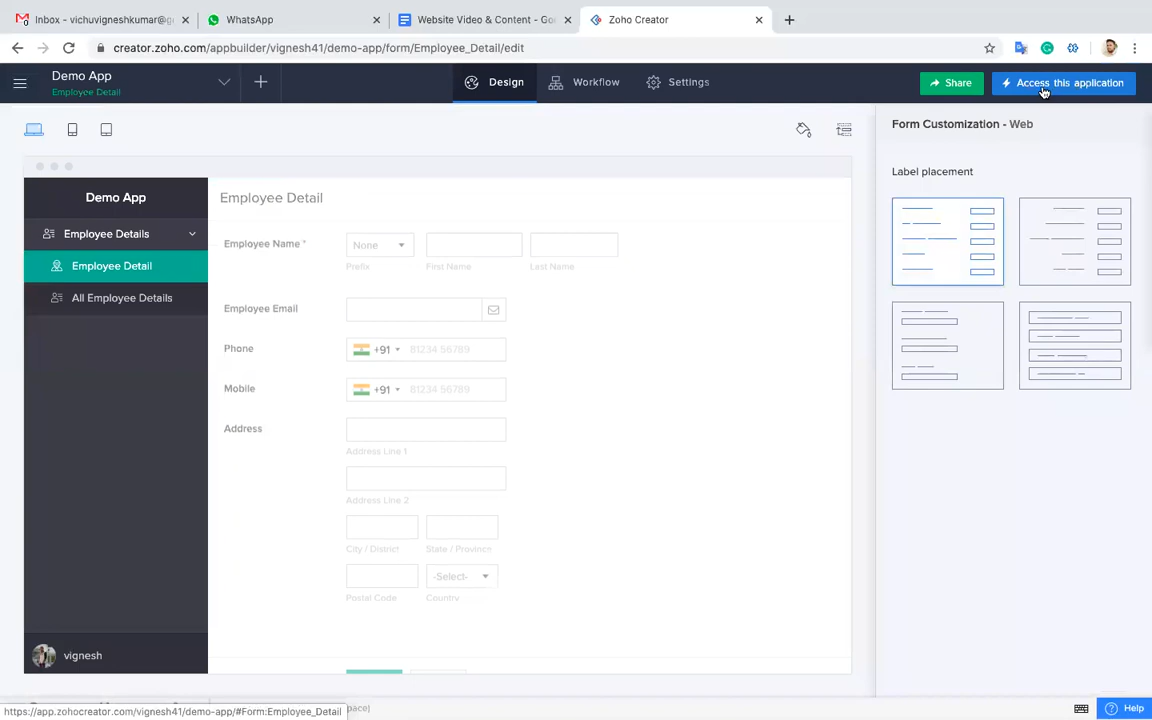 Inbox - vichuvigneshkumar@g
WhatsApp
Website Video & Content - Go
Zoho Creator
creator.zoho.com/appbuilder/vignesh41/demo-app/form/Employee_Detail/edit
Demo App
Employee Detail
Design
Workflow
Settings
Share
Access this application
Form Customization - Web
Label placement
Demo App
Employee Details
Employee Detail
All Employee Details
vignesh
Employee Detail
Employee Name *
None
Prefix
First Name
Last Name
Employee Email
Phone
+91
81234 56789
Mobile
+91
81234 56789
Address
Address Line 1
Address Line 2
City / District
State / Province
-Select-
Postal Code
Country
https://app.zohocreator.com/vignesh41/demo-app/#Form:Employee_Detail
Help